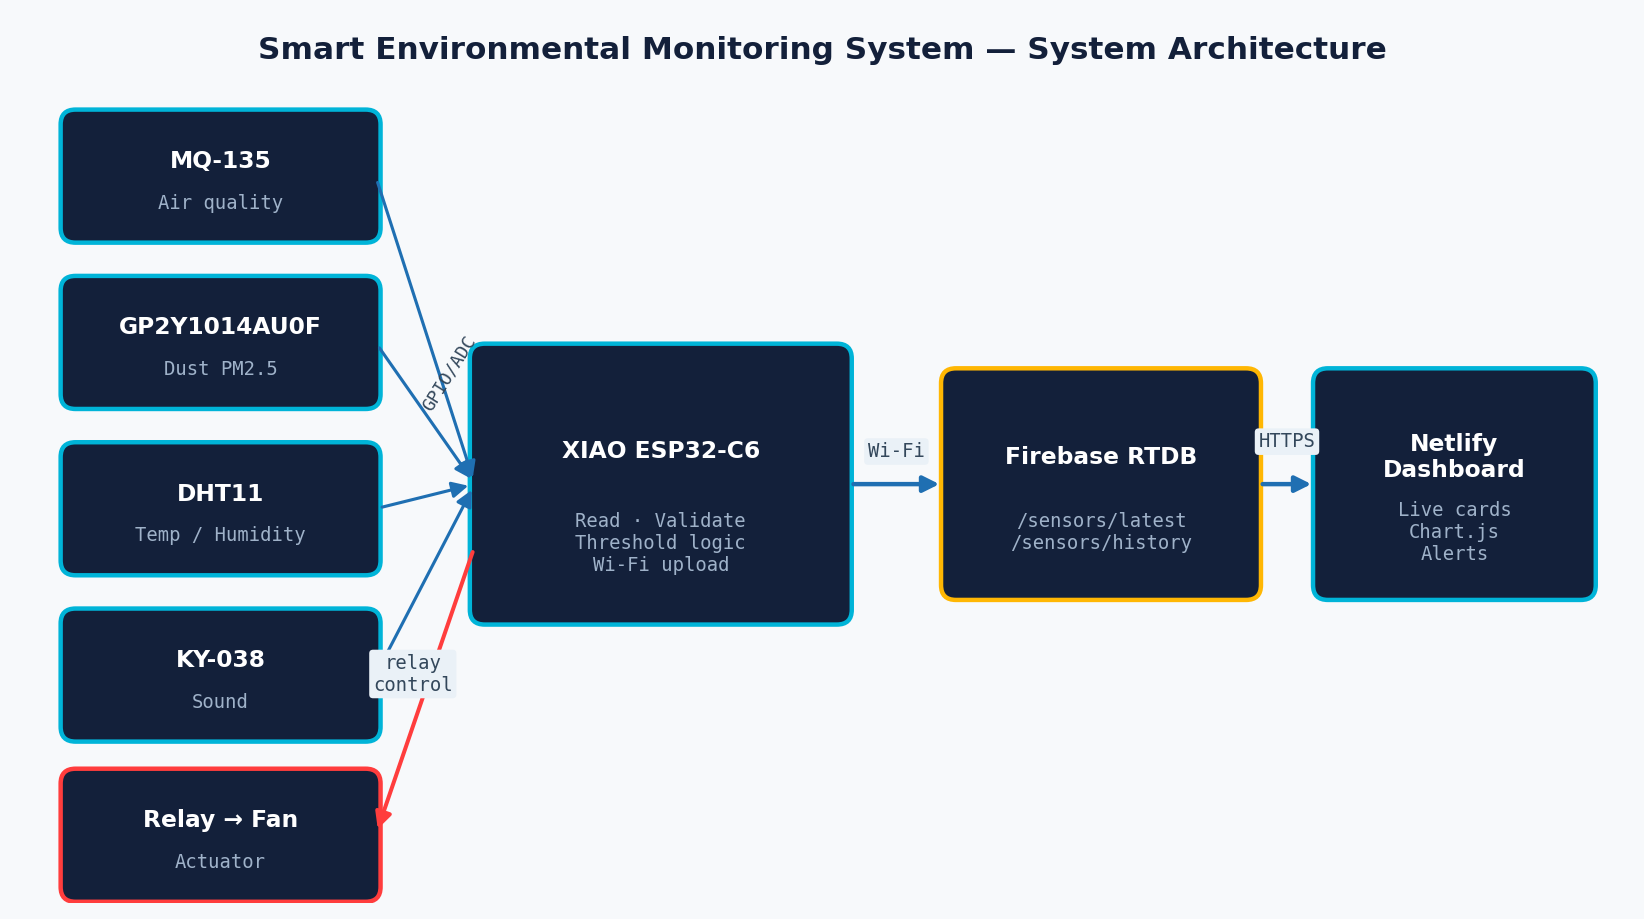 Smart Environmental Monitoring System — System Architecture
MQ-135
Air quality
GP2Y1014AU0F
Dust PM2.5
DHT11
Temp / Humidity
KY-038
Sound
Relay → Fan
Actuator
GPIO/ADC
relay
control
XIAO ESP32-C6
Read · Validate
Threshold logic
Wi-Fi upload
Wi-Fi
Firebase RTDB
/sensors/latest
/sensors/history
HTTPS
Netlify
Dashboard
Live cards
Chart.js
Alerts